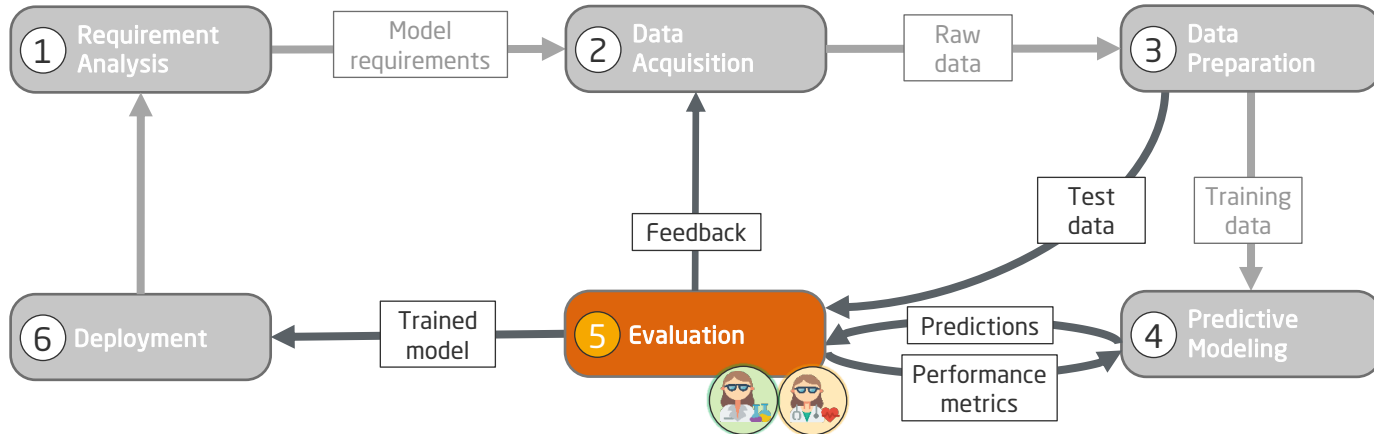 1
Requirement
Analysis
Model
requirements
2
Data
Acquisition
Raw
data
3
Data
Preparation
Test
data
Training
data
Feedback
6
Deployment
Trained
model
5
Evaluation
Predictions
Performance
metrics
4
Predictive
Modeling